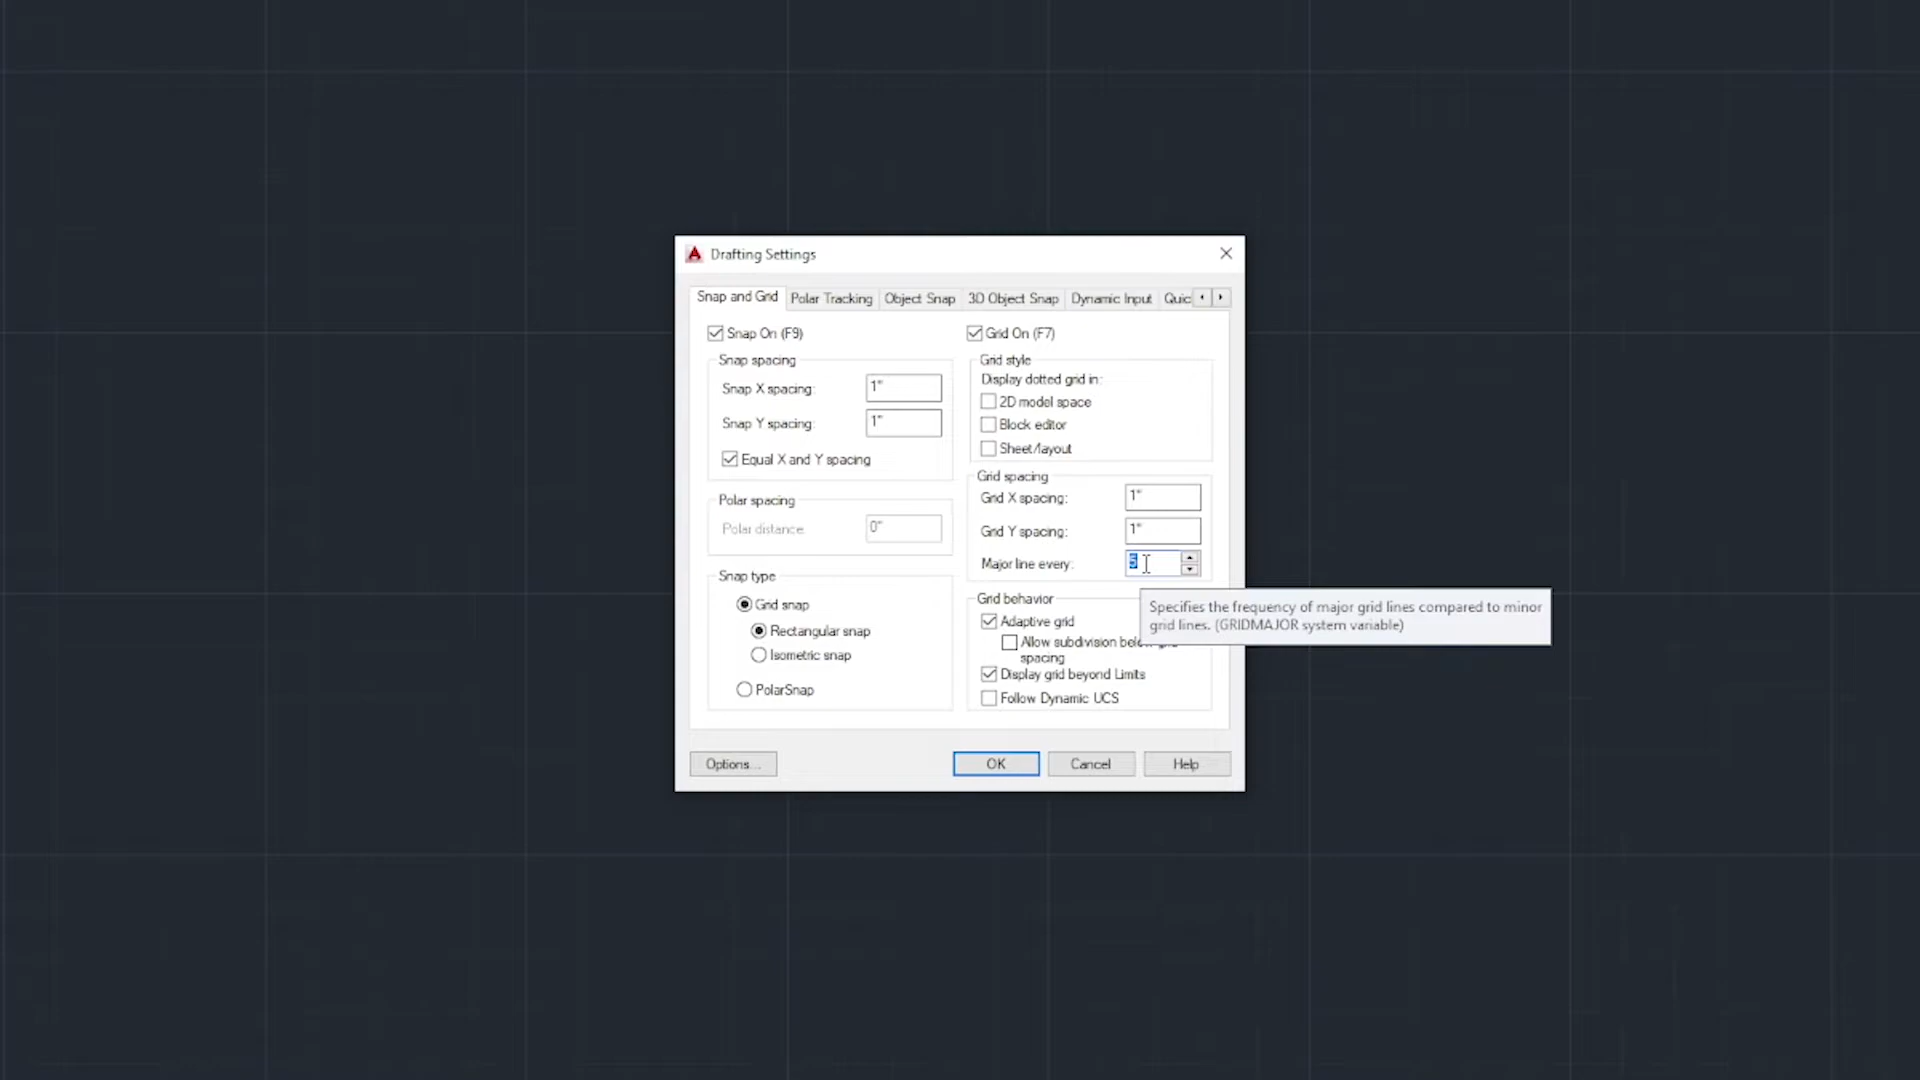 Drafting Settings
Snap and Grid
Polar Tracking
Object Snap
3D Object Snap
Dynamic Input
Quic
Snap On (F9)
Snap spacing
Snap X spacing:
1"
Snap Y spacing:
1"
Equal X and Y spacing
Polar spacing
Polar distance:
0"
Snap type
Grid snap
Rectangular snap
Isometric snap
PolarSnap
Grid On (F7)
Grid style
Display dotted grid in:
2D model space
Block editor
Sheet/layout
Grid spacing
Grid X spacing:
1"
Grid Y spacing:
1"
Major line every:
5
Grid behavior
Adaptive grid
Allow subdivision below grid
spacing
Display grid beyond Limits
Follow Dynamic UCS
Specifies the frequency of major grid lines compared to minor
grid lines. (GRIDMAJOR system variable)
Options...
OK
Cancel
Help